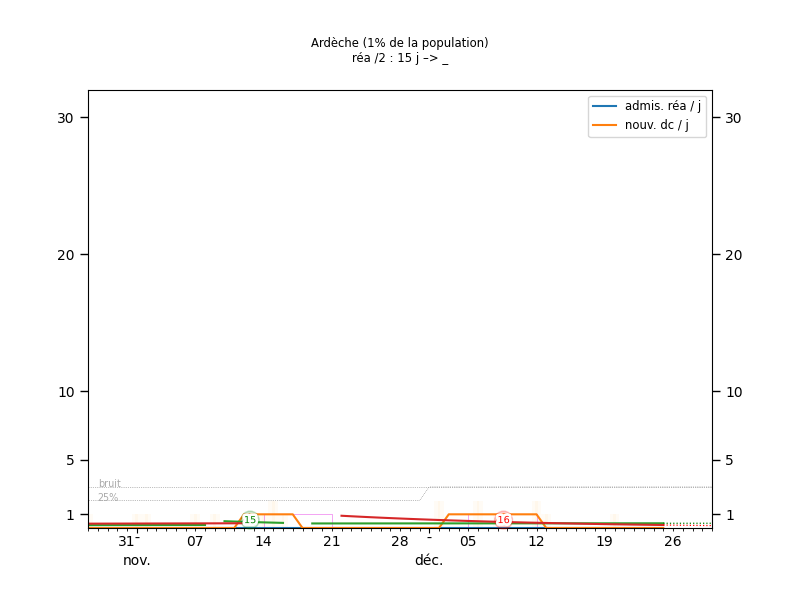 Ardèche (1% de la population)
réa /2 : 15 j –> _
admis. réa / j
nouv. dc / j
30 30
20 20
10 10
5 5
bruit
25%
1 15 16 1
31 07 14 21 28 05 12 19 26
nov. déc.